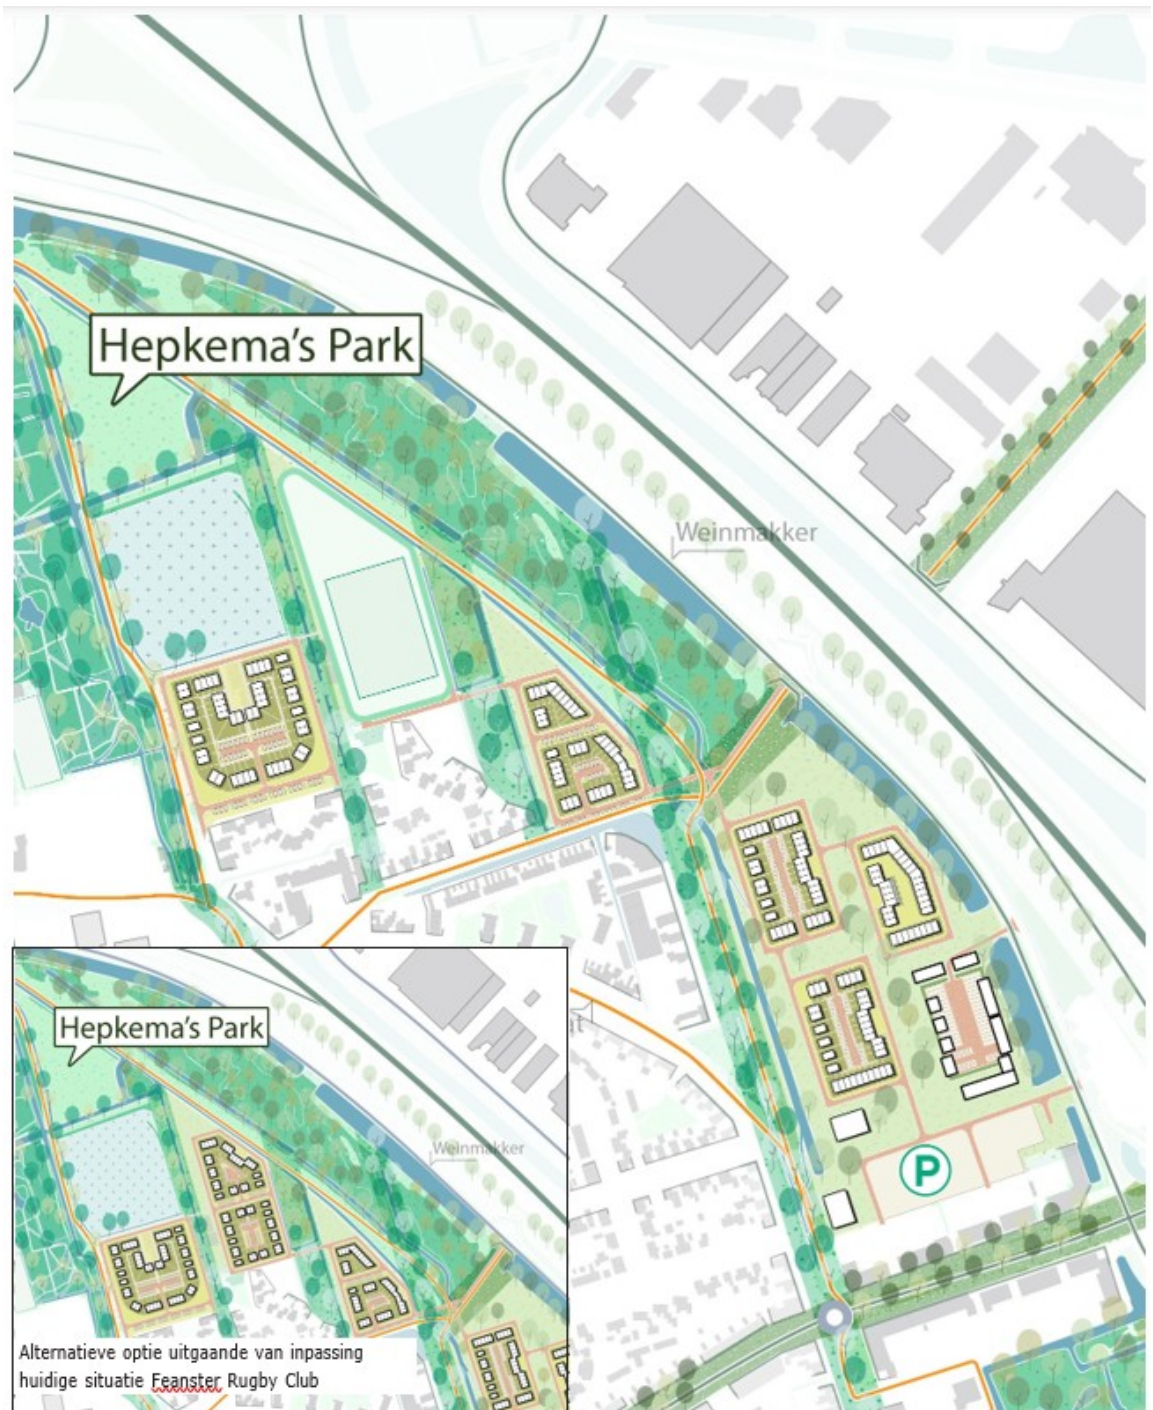 Hepkema's Park
Weinmakker
P
Hepkema's Park
Weinmakker
Alternatieve optie uitgaande van inpassing
huidige situatie Feanster Rugby Club